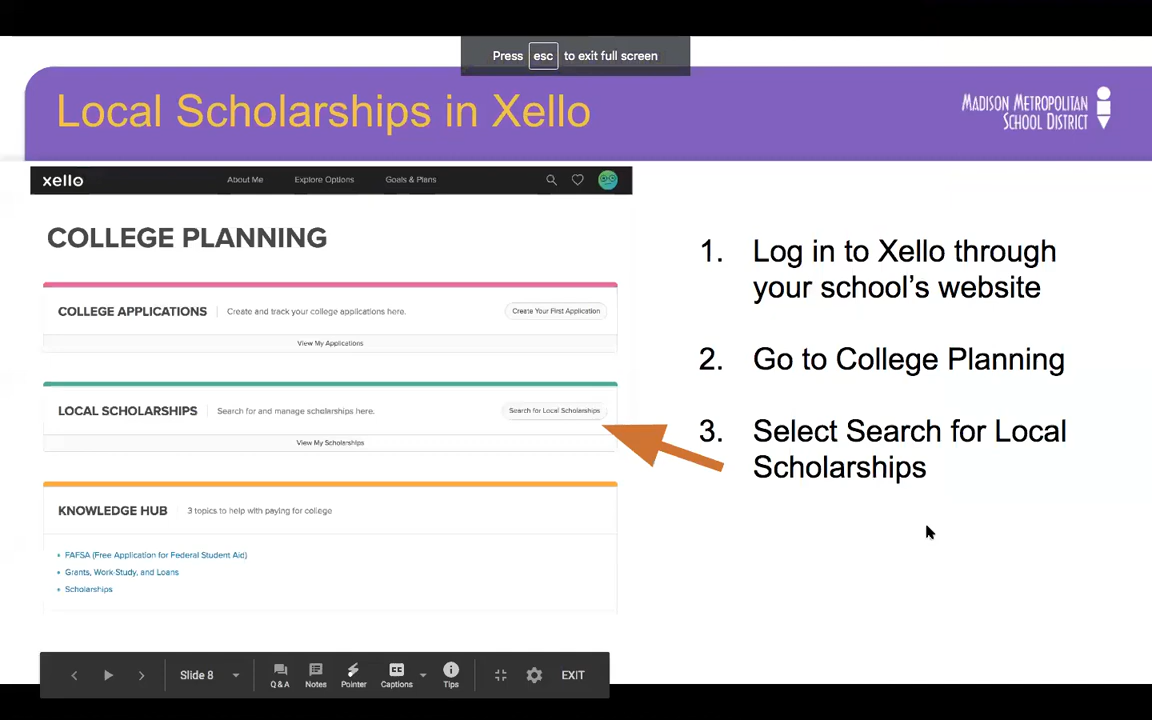 Press esc to exit full screen
Local Scholarships in Xello
MADISON METROPOLITAN
SCHOOL DISTRICT
xello
About Me
Explore Options
Goals & Plans
COLLEGE PLANNING
COLLEGE APPLICATIONS
Create and track your college applications here.
Create Your First Application
View My Applications
LOCAL SCHOLARSHIPS
Search for and manage scholarships here.
Search for Local Scholarships
View My Scholarships
KNOWLEDGE HUB
3 topics to help with paying for college
FAFSA (Free Application for Federal Student Aid)
Grants, Work-Study, and Loans
Scholarships
1. Log in to Xello through
your school's website
2. Go to College Planning
3. Select Search for Local
Scholarships
Slide 8
Q&A
Notes
Pointer
CC
Captions
Tips
EXIT